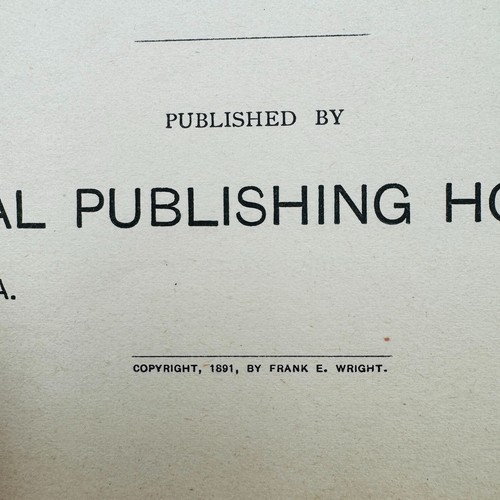 PUBLISHED BY
AL PUBLISHING HO
A.
COPYRIGHT, 1891, BY FRANK E. WRIGHT.